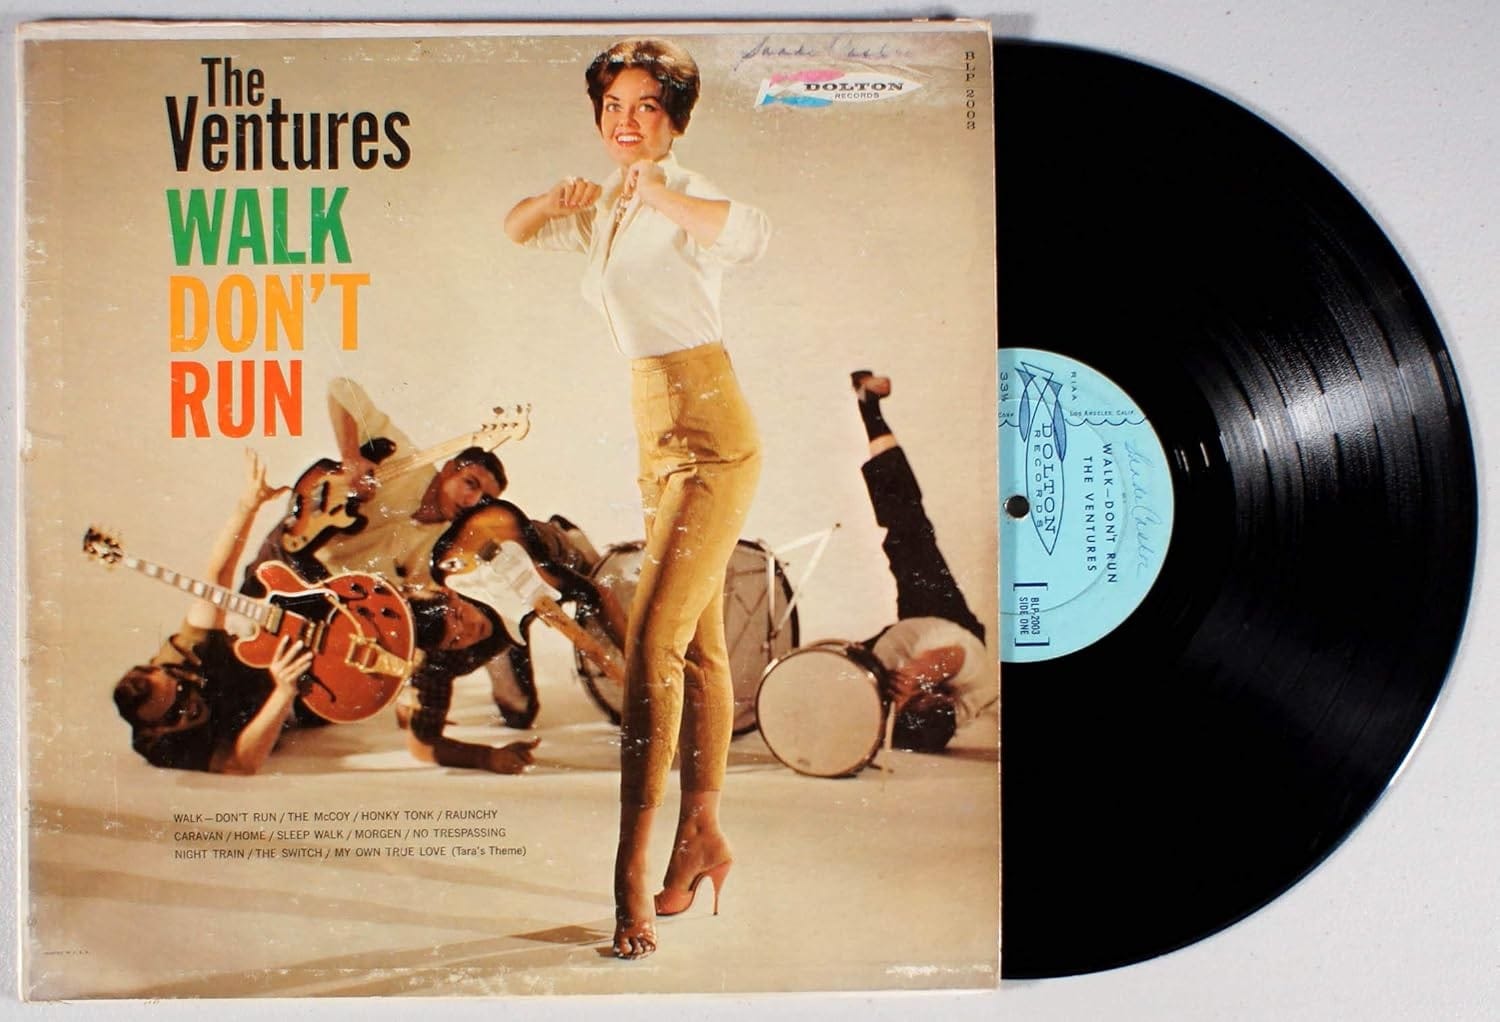 The
Ventures
WALK
DON'T
RUN
DOLTON
RECORDS
BLP 2003
WALK—DON'T RUN / THE McCOY / HONKY TONK / RAUNCHY
CARAVAN / HOME / SLEEP WALK / MORGEN / NO TRESPASSING
NIGHT TRAIN / THE SWITCH / MY OWN TRUE LOVE (Tara's Theme)
RIAA
33⅓
LOS ANGELES, CALIF.
DOLTON
RECORDS
WALK—DON'T RUN
THE VENTURES
BLP-2003
SIDE ONE